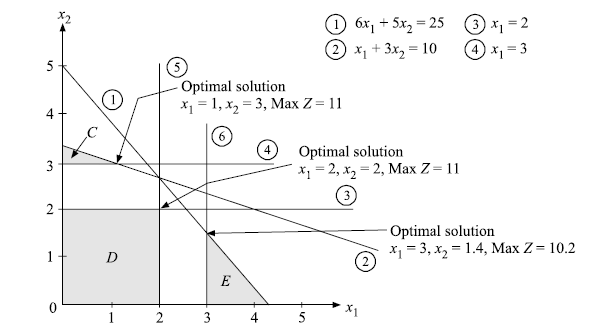 x₂
① 6x₁ + 5x₂ = 25 ③ x₁ = 2
② x₁ + 3x₂ = 10 ④ x₁ = 3
5
⑤
Optimal solution
x₁ = 1, x₂ = 3, Max Z = 11
①
4
C
⑥
④
Optimal solution
x₁ = 2, x₂ = 2, Max Z = 11
3
③
2
Optimal solution
x₁ = 3, x₂ = 1.4, Max Z = 10.2
②
1
D
E
0
1 2 3 4 5 x₁